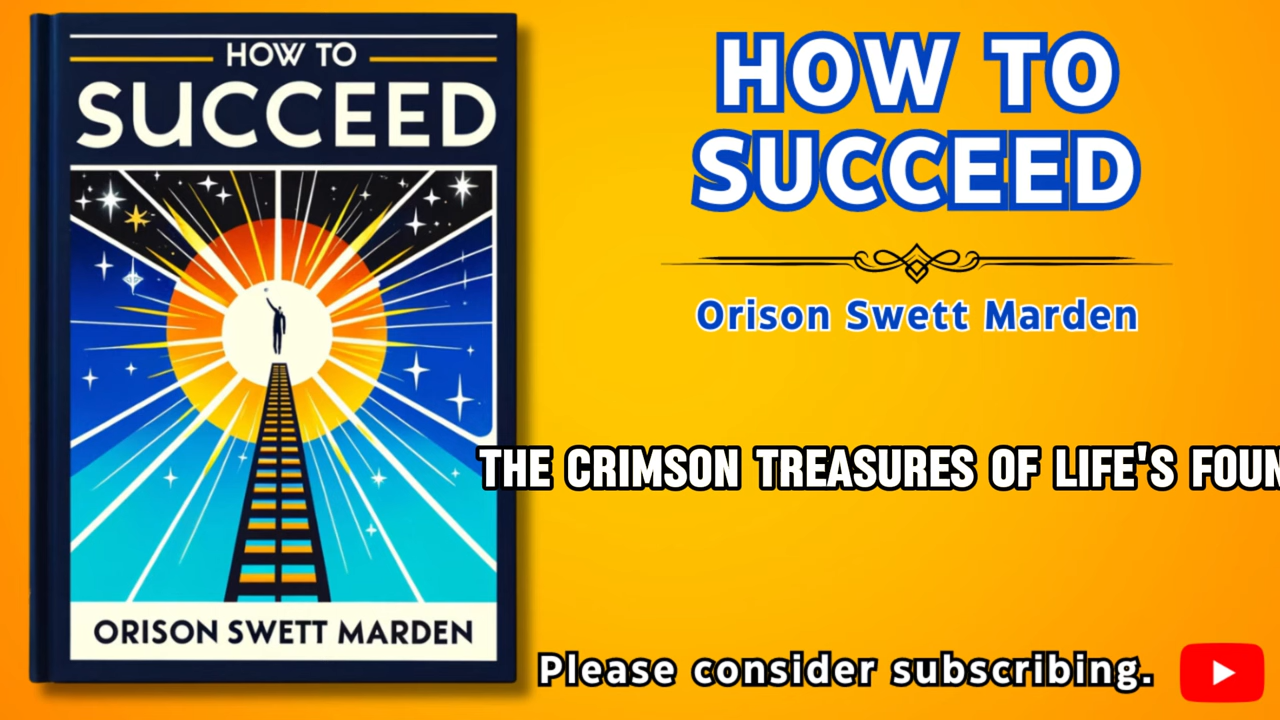 HOW TO
SUCCEED
ORISON SWETT MARDEN
HOW TO
SUCCEED
Orison Swett Marden
THE CRIMSON TREASURES OF LIFE'S
Please consider subscribing.